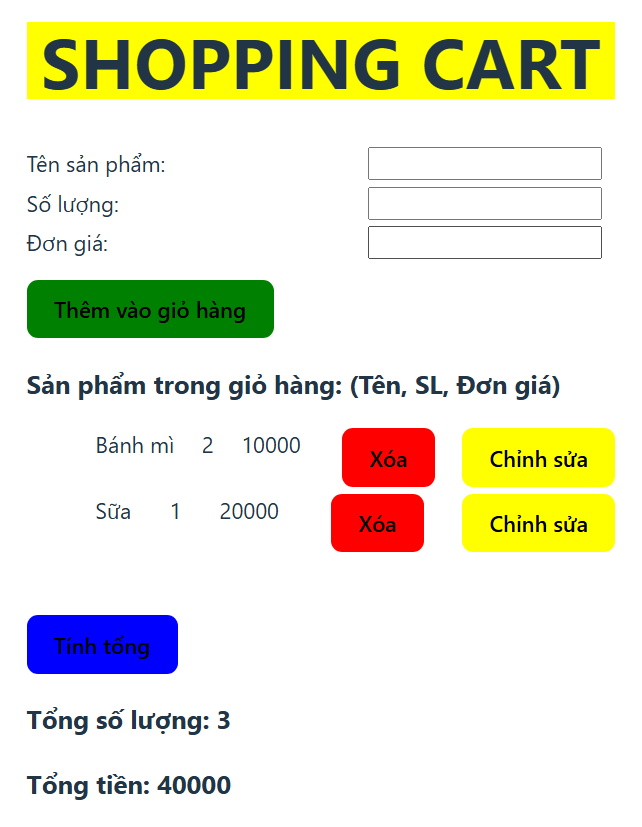 SHOPPING CART
Tên sản phẩm:
Số lượng:
Đơn giá:
Thêm vào giỏ hàng
Sản phẩm trong giỏ hàng: (Tên, SL, Đơn giá)
Bánh mì 2 10000 Xóa Chỉnh sửa
Sữa 1 20000 Xóa Chỉnh sửa
Tính tổng
Tổng số lượng: 3
Tổng tiền: 40000